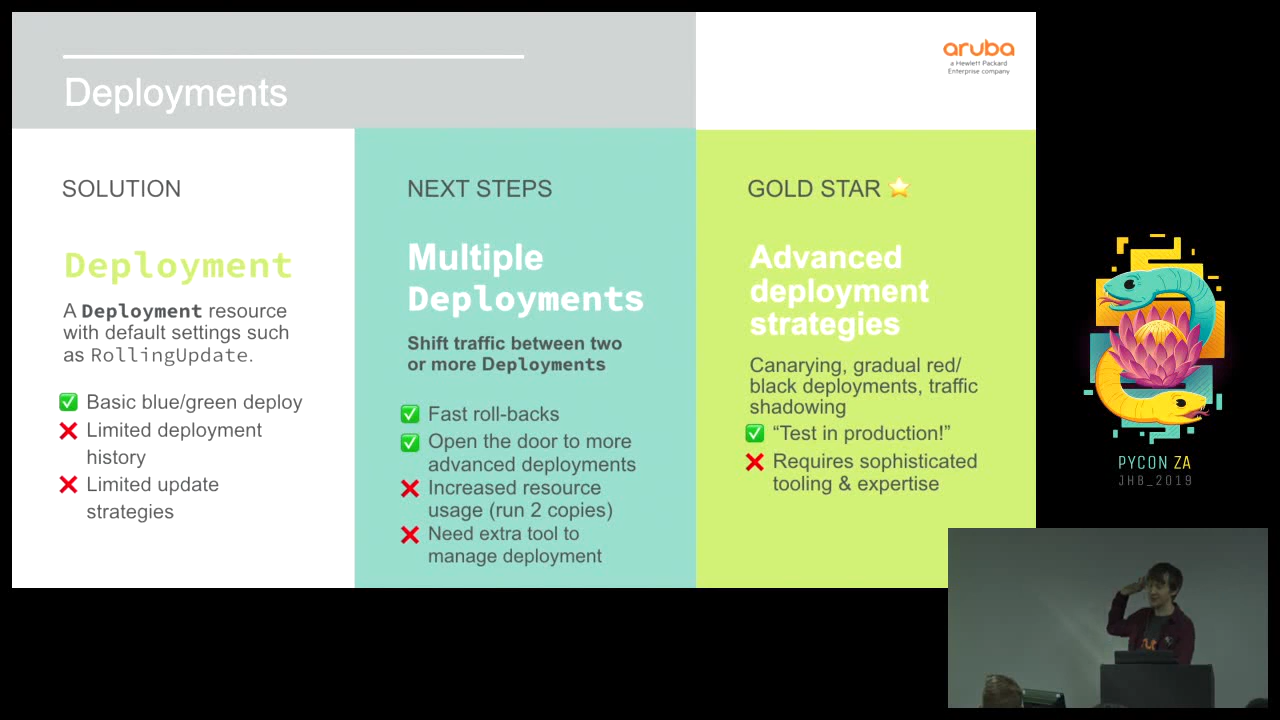 Deployments
aruba
a Hewlett Packard
Enterprise company
SOLUTION
Deployment
A Deployment resource
with default settings such
as RollingUpdate.
✅ Basic blue/green deploy
❌ Limited deployment
history
❌ Limited update
strategies
NEXT STEPS
Multiple
Deployments
Shift traffic between two
or more Deployments
✅ Fast roll-backs
✅ Open the door to more
advanced deployments
❌ Increased resource
usage (run 2 copies)
❌ Need extra tool to
manage deployment
GOLD STAR ⭐
Advanced
deployment
strategies
Canarying, gradual red/
black deployments, traffic
shadowing
✅ “Test in production!”
❌ Requires sophisticated
tooling & expertise
PYCON ZA
JHB_2019